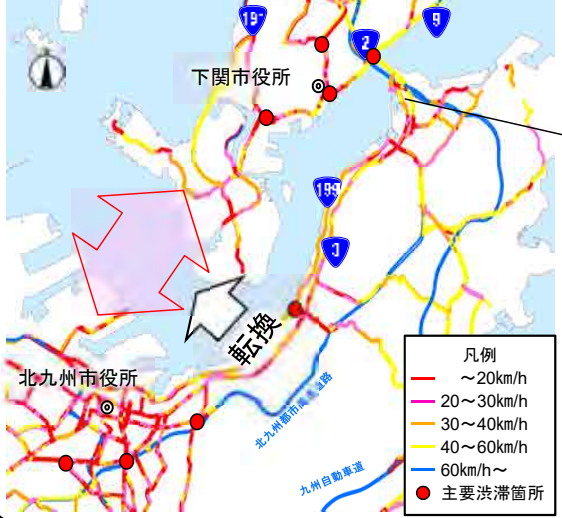 197
9
2
下関市役所
199
3
転換
北九州市役所
北九州都市高速道路
九州自動車道
凡例
～20km/h
20～30km/h
30～40km/h
40～60km/h
60km/h～
主要渋滞箇所